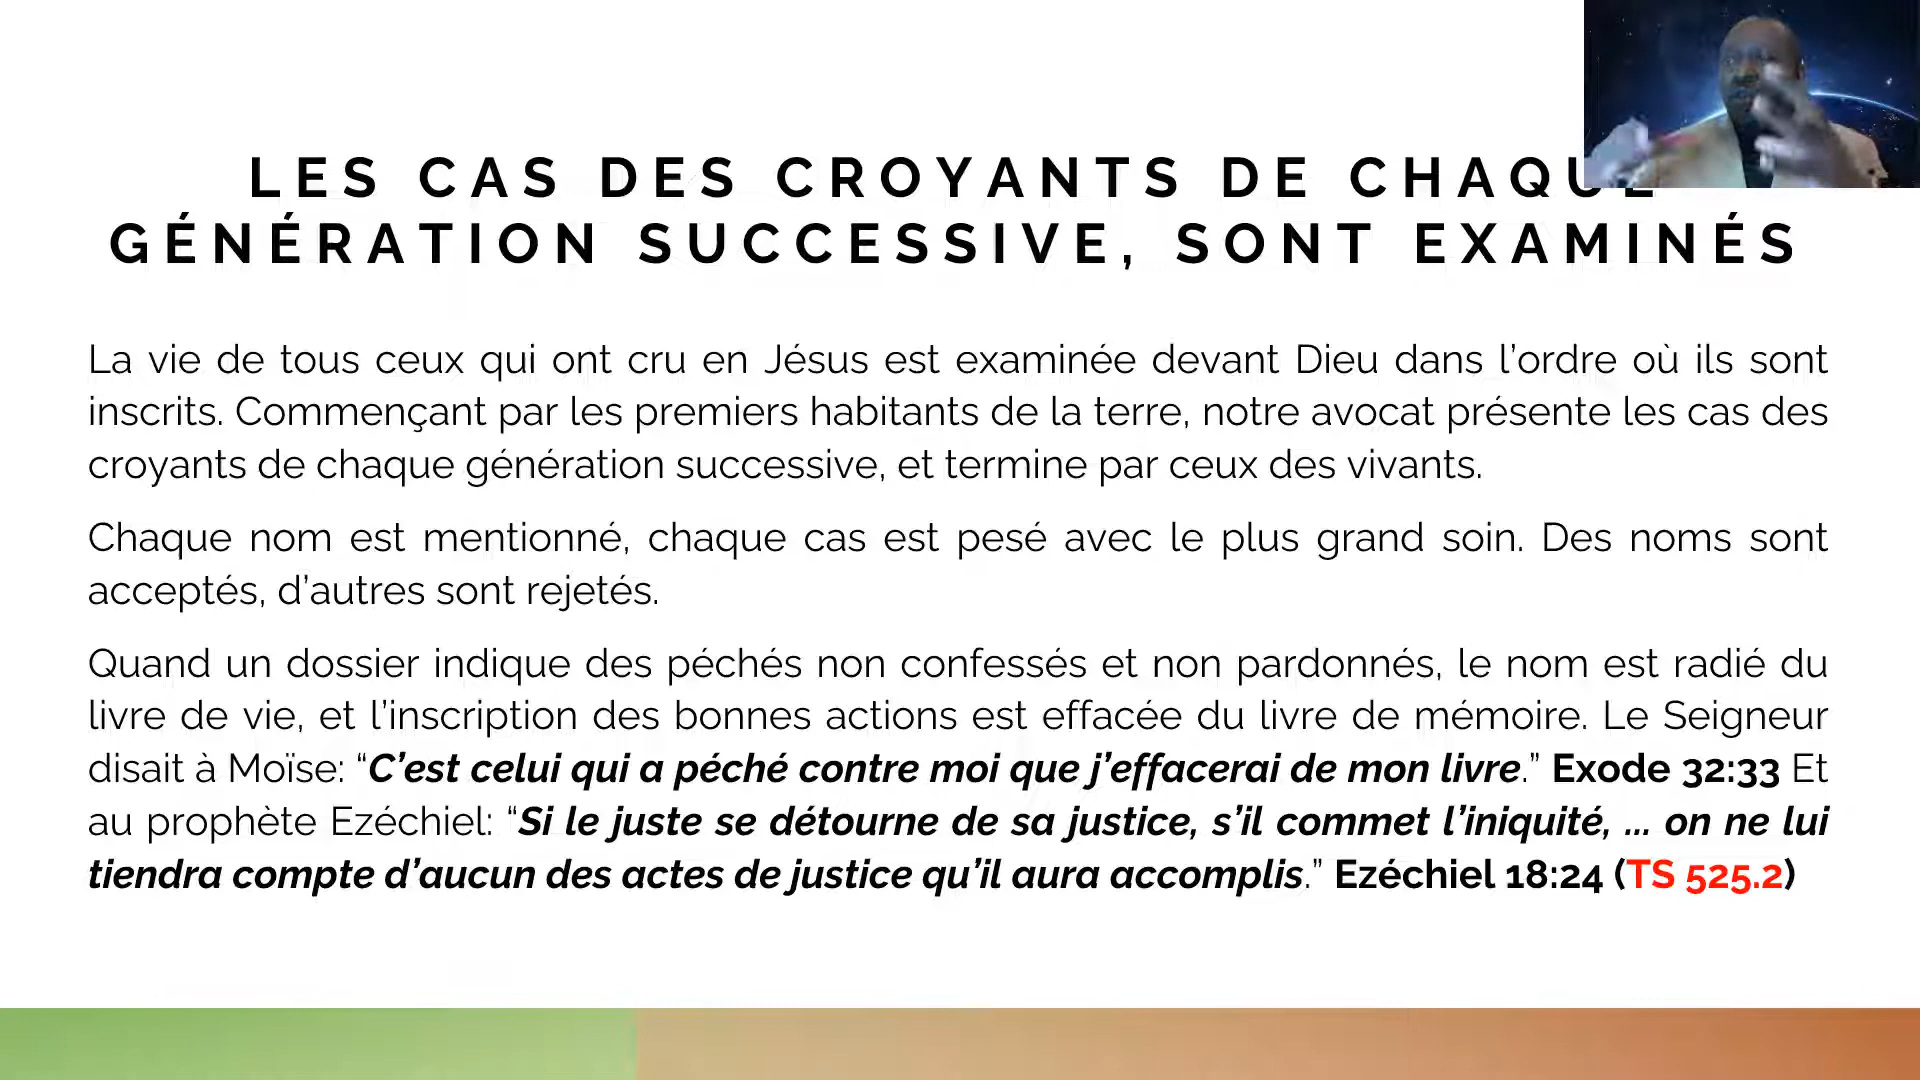 LES CAS DES CROYANTS DE CHAQUE
GÉNÉRATION SUCCESSIVE, SONT EXAMINÉS
La vie de tous ceux qui ont cru en Jésus est examinée devant Dieu dans l’ordre où ils sont
inscrits. Commençant par les premiers habitants de la terre, notre avocat présente les cas des
croyants de chaque génération successive, et termine par ceux des vivants.
Chaque nom est mentionné, chaque cas est pesé avec le plus grand soin. Des noms sont
acceptés, d’autres sont rejetés.
Quand un dossier indique des péchés non confessés et non pardonnés, le nom est radié du
livre de vie, et l’inscription des bonnes actions est effacée du livre de mémoire. Le Seigneur
disait à Moïse: “C’est celui qui a péché contre moi que j’effacerai de mon livre.” Exode 32:33 Et
au prophète Ezéchiel: “Si le juste se détourne de sa justice, s’il commet l’iniquité, ... on ne lui
tiendra compte d’aucun des actes de justice qu’il aura accomplis.” Ezéchiel 18:24 (TS 525.2)